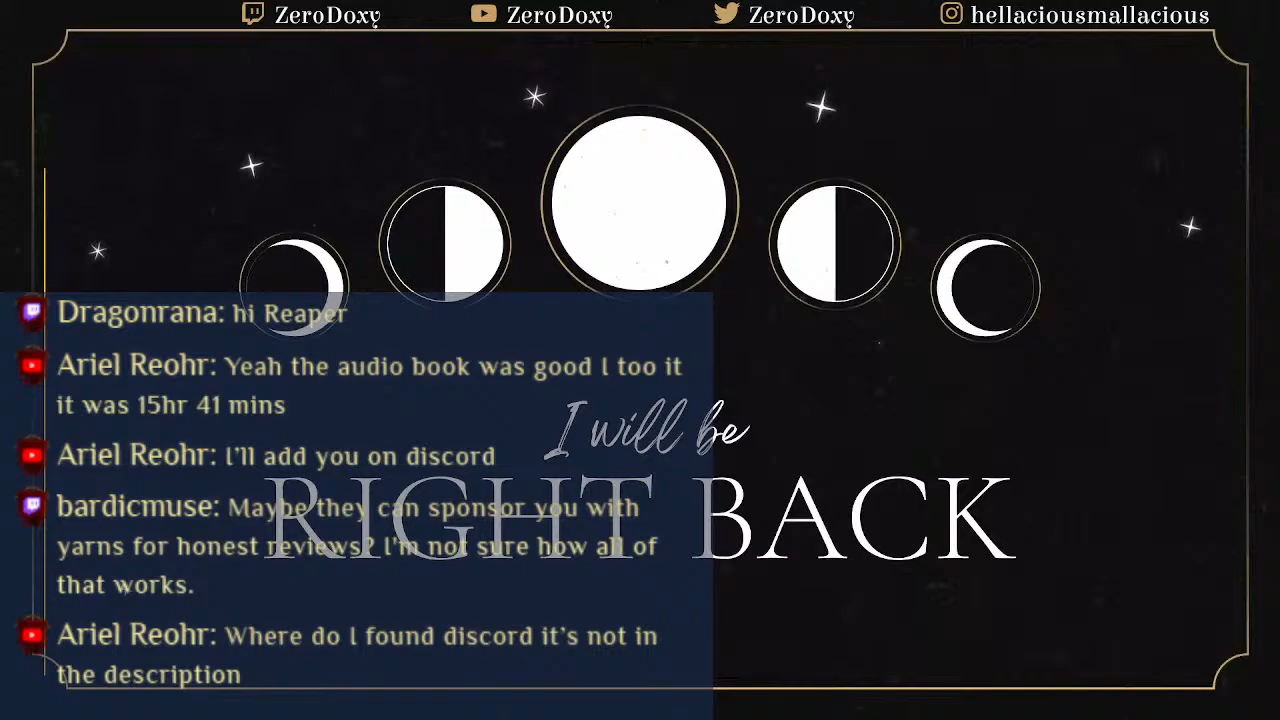 ZeroDoxy ZeroDoxy ZeroDoxy hellaciousmallacious
Dragonrana: hi Reaper
Ariel Reohr: Yeah the audio book was good I too it
it was 15hr 41 mins
Ariel Reohr: I'll add you on discord
bardicmuse: Maybe they can sponsor you with
yarns for honest reviews? I'm not sure how all of
that works.
Ariel Reohr: Where do I found discord it's not in
the description
I will be
RIGHT BACK